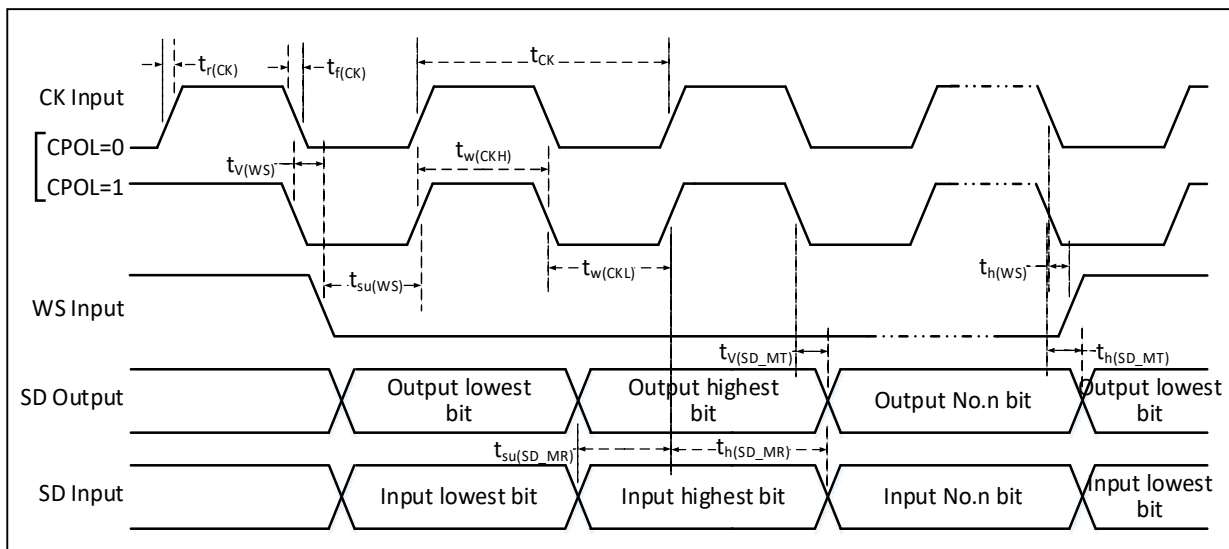 t_r(CK)
t_f(CK)
t_CK
CK Input
CPOL=0
t_V(WS)
t_w(CKH)
CPOL=1
t_su(WS)
t_w(CKL)
t_h(WS)
WS Input
t_V(SD_MT)
t_h(SD_MT)
SD Output
Output lowest
bit
Output highest
bit
Output No.n bit
Output lowest
bit
t_su(SD_MR)
t_h(SD_MR)
SD Input
Input lowest bit
Input highest bit
Input No.n bit
Input lowest
bit